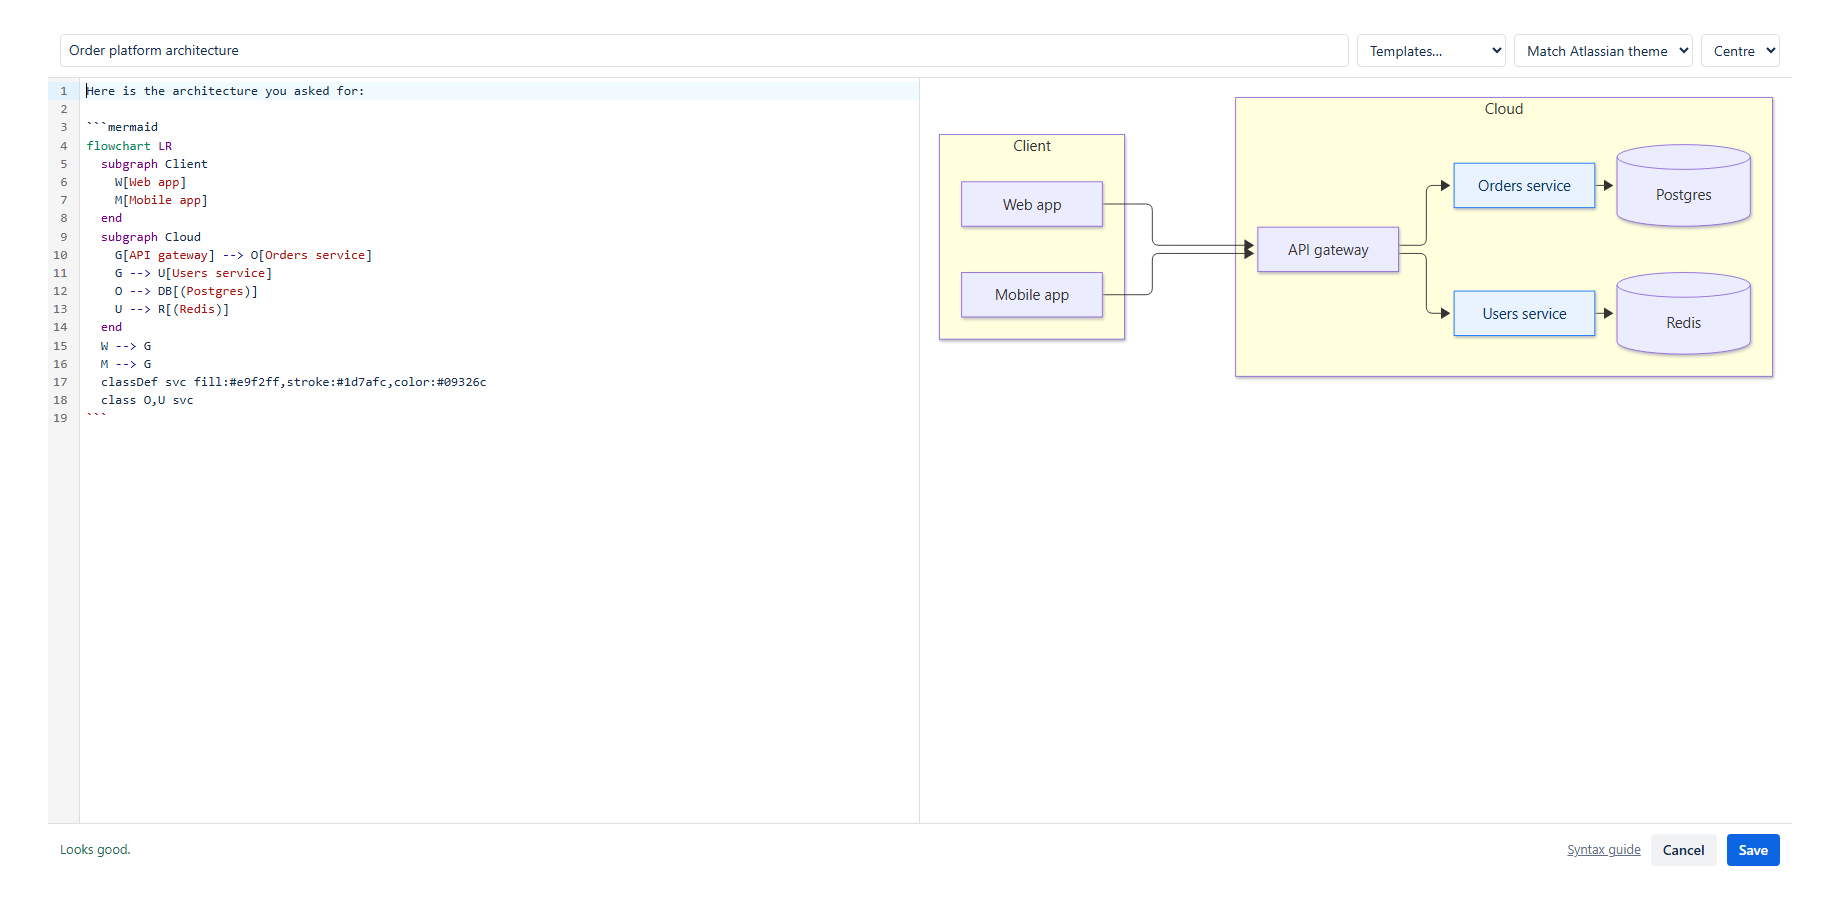 Order platform architecture
Templates...
Match Atlassian theme
Centre
1 Here is the architecture you asked for:
2
3 ```mermaid
4 flowchart LR
5   subgraph Client
6     W[Web app]
7     M[Mobile app]
8   end
9   subgraph Cloud
10     G[API gateway] --> O[Orders service]
11     G --> U[Users service]
12     O --> DB[(Postgres)]
13     U --> R[(Redis)]
14   end
15   W --> G
16   M --> G
17   classDef svc fill:#e9f2ff,stroke:#1d7afc,color:#09326c
18   class O,U svc
19 ```
Client
Web app
Mobile app
Cloud
API gateway
Orders service
Postgres
Users service
Redis
Looks good.
Syntax guide
Cancel
Save